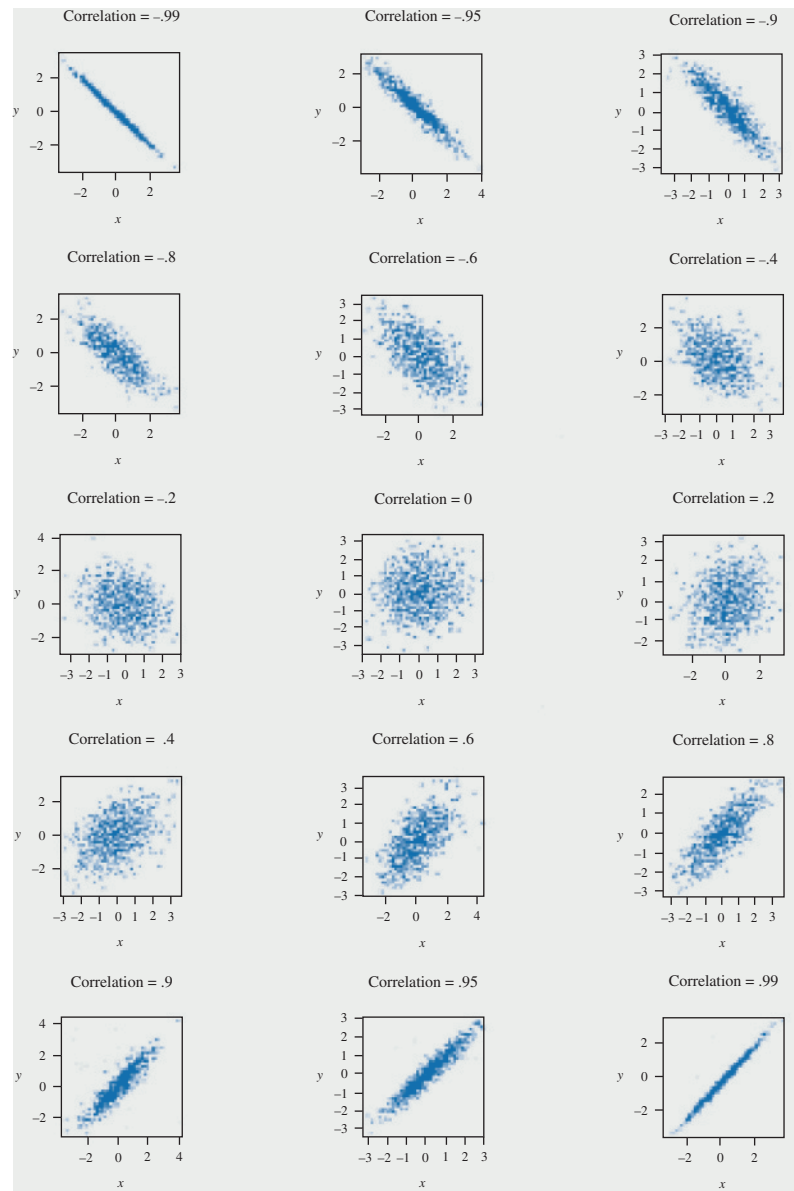 Correlation = –.99
Correlation = –.95
Correlation = –.9
y
2
0
–2
–2 0 2
x
y
2
0
–2
–2 0 2 4
x
y
3
2
1
0
–1
–2
–3
–3 –2 –1 0 1 2 3
x
Correlation = –.8
Correlation = –.6
Correlation = –.4
y
2
0
–2
–2 0 2
x
y
3
2
1
0
–1
–2
–3
–2 0 2
x
y
2
0
–2
–3 –2 –1 0 1 2 3
x
Correlation = –.2
Correlation = 0
Correlation = .2
y
4
2
0
–2
–3 –2 –1 0 1 2 3
x
y
3
2
1
0
–1
–2
–3
–3 –2 –1 0 1 2 3
x
y
3
2
1
0
–1
–2
–2 0 2
x
Correlation = .4
Correlation = .6
Correlation = .8
y
2
0
–2
–3 –2 –1 0 1 2 3
x
y
3
2
1
0
–1
–2
–3
–2 0 2 4
x
y
2
1
0
–1
–2
–3
–3 –2 –1 0 1 2 3
x
Correlation = .9
Correlation = .95
Correlation = .99
y
4
2
0
–2
–2 0 2 4
x
y
3
2
1
0
–1
–2
–3
–3 –2 –1 0 1 2 3
x
y
2
0
–2
–2 0 2
x